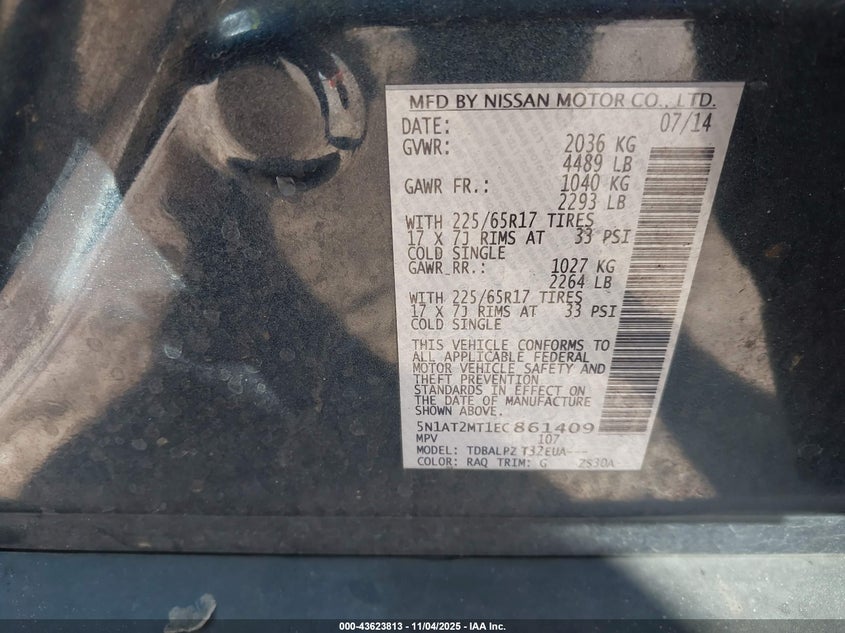 MFD BY NISSAN MOTOR CO., LTD.
DATE: 07/14
GVWR: 2036 KG
4489 LB
GAWR FR.: 1040 KG
2293 LB
WITH 225/65R17 TIRES
17 X 7J RIMS AT 33 PSI
COLD SINGLE
GAWR RR.: 1027 KG
2264 LB
WITH 225/65R17 TIRES
17 X 7J RIMS AT 33 PSI
COLD SINGLE
THIS VEHICLE CONFORMS TO
ALL APPLICABLE FEDERAL
MOTOR VEHICLE SAFETY AND
THEFT PREVENTION
STANDARDS IN EFFECT ON
THE DATE OF MANUFACTURE
SHOWN ABOVE.
5N1AT2MT1EC861409
MPV 107
MODEL: TDBALPZ T32EUA---
COLOR: RAQ TRIM: G 2S30A-
000-43623813 - 11/04/2025 - IAA Inc.